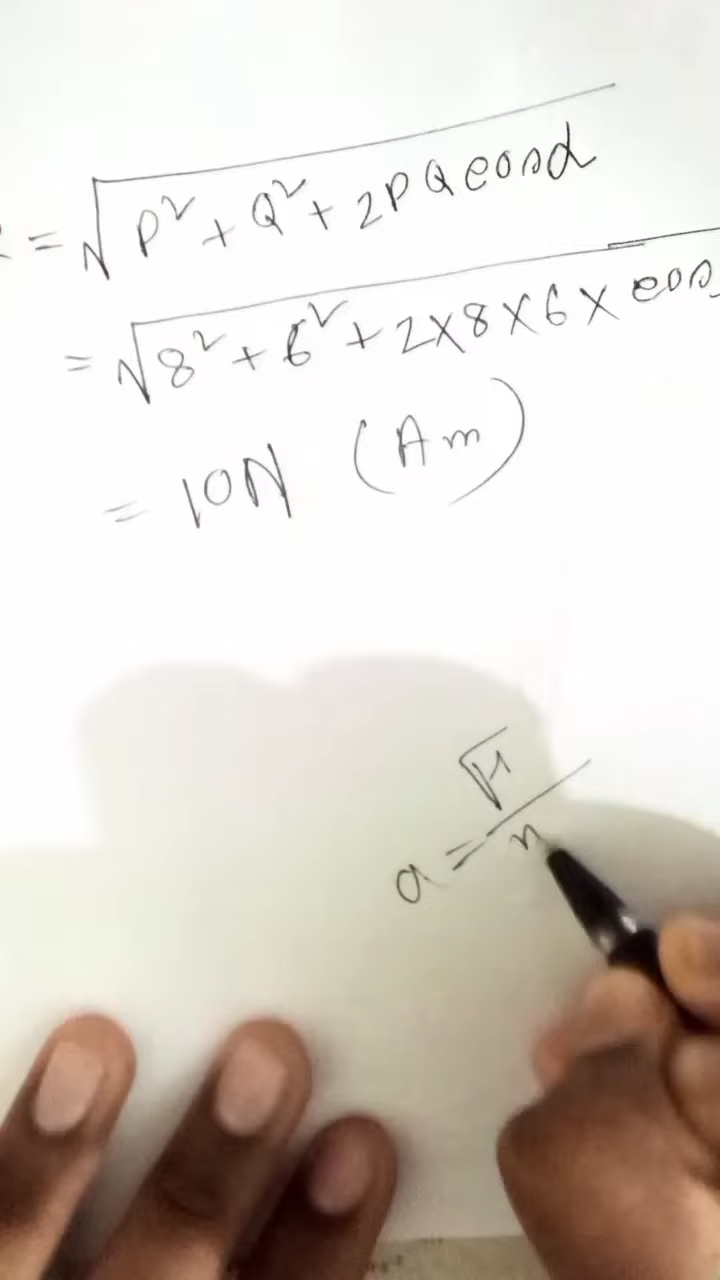 = √P² + Q² + 2PQ cosα
= √8² + 6² + 2×8×6× cos
= 10N (Am)
a = √H / n